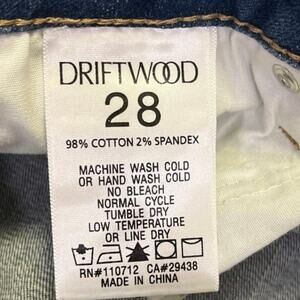 DRIFTWOOD
28
98% COTTON 2% SPANDEX
MACHINE WASH COLD
OR HAND WASH COLD
NO BLEACH
NORMAL CYCLE
TUMBLE DRY
LOW TEMPERATURE
OR LINE DRY
RN#110712 CA#29438
MADE IN CHINA